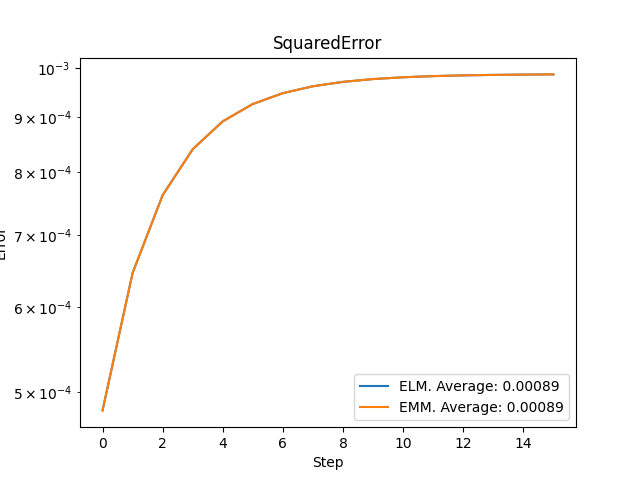 SquaredError
10⁻³
9 × 10⁻⁴
8 × 10⁻⁴
7 × 10⁻⁴
6 × 10⁻⁴
5 × 10⁻⁴
Error
ELM. Average: 0.00089
EMM. Average: 0.00089
0 2 4 6 8 10 12 14
Step